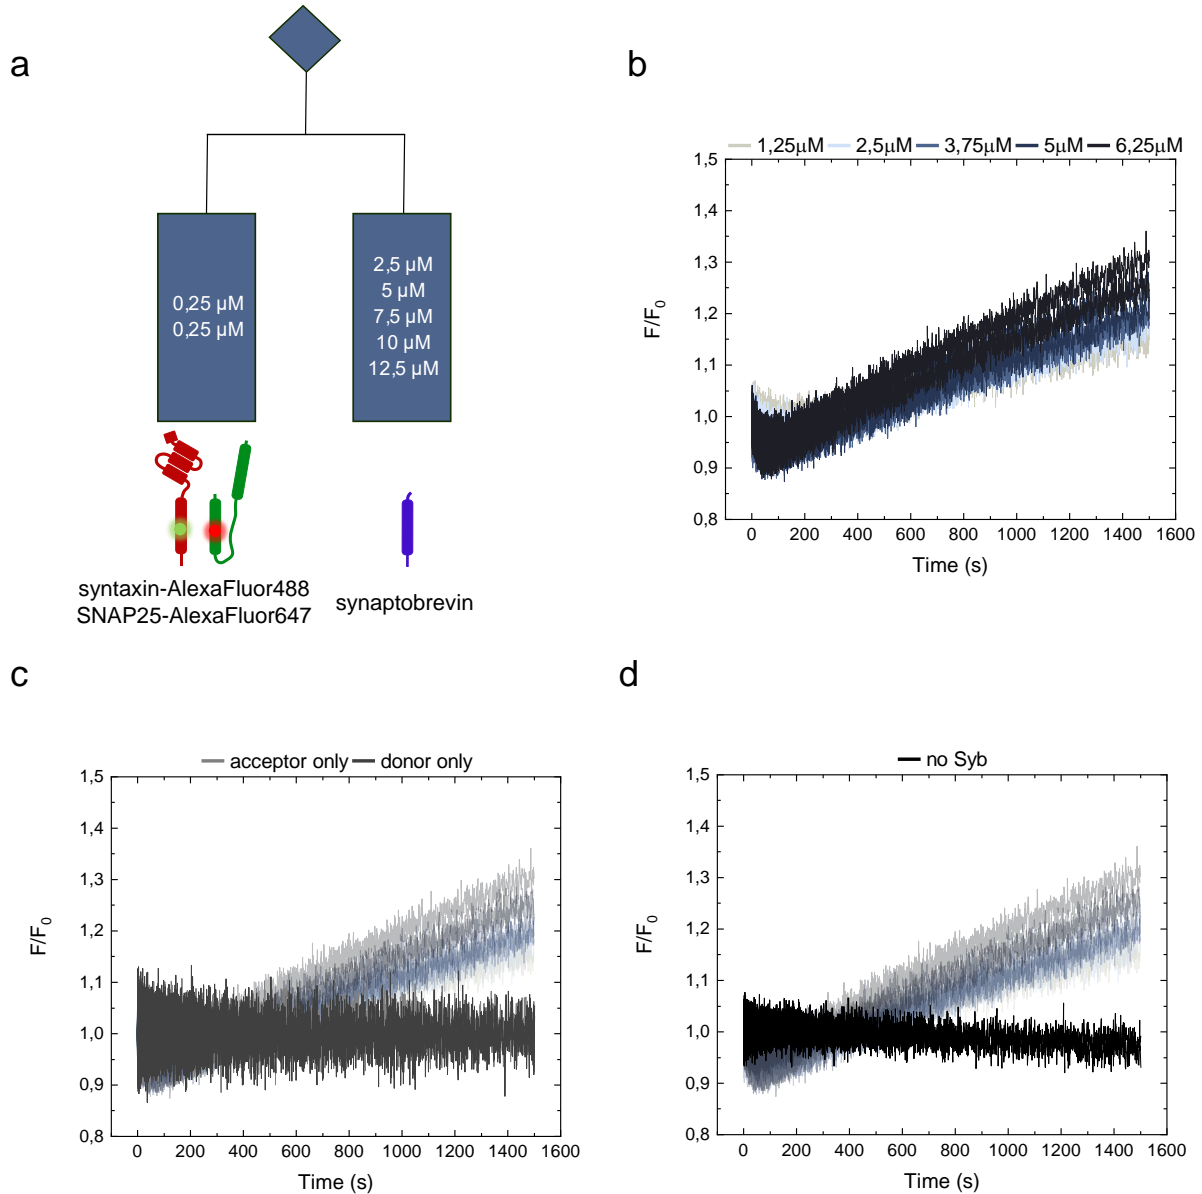 a
0,25 µM
0,25 µM
2,5 µM
5 µM
7,5 µM
10 µM
12,5 µM
syntaxin-AlexaFluor488
SNAP25-AlexaFluor647
synaptobrevin
b
1,25µM 2,5µM 3,75µM 5µM 6,25µM
1,5
1,4
1,3
1,2
1,1
1,0
0,9
0,8
F/F0
0 200 400 600 800 1000 1200 1400 1600
Time (s)
c
acceptor only donor only
1,5
1,4
1,3
1,2
1,1
1,0
0,9
0,8
F/F0
0 200 400 600 800 1000 1200 1400 1600
Time (s)
d
no Syb
1,5
1,4
1,3
1,2
1,1
1,0
0,9
0,8
F/F0
0 200 400 600 800 1000 1200 1400 1600
Time (s)